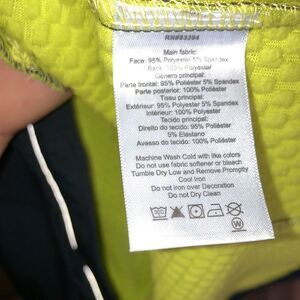 Main fabric:
Face: 95% Polyester 5% Spandex
Back: 100% Polyester
Género principal:
Parte frontal: 95% Poliéster 5% Spandex
Parte posterior: 100% Poliéster
Tissu principal:
Extérieur: 95% Polyester 5% Spandex
Intérieur: 100% Polyester
Tecido principal:
Direito do tecido: 95% Poliéster
5% Elastano
Avesso do tecido: 100% Poliéster
Machine Wash Cold with like colors
Do not use fabric softener or bleach
Tumble Dry Low and Remove Promptly
Cool Iron
Do not iron over Decoration
Do not Dry Clean
W